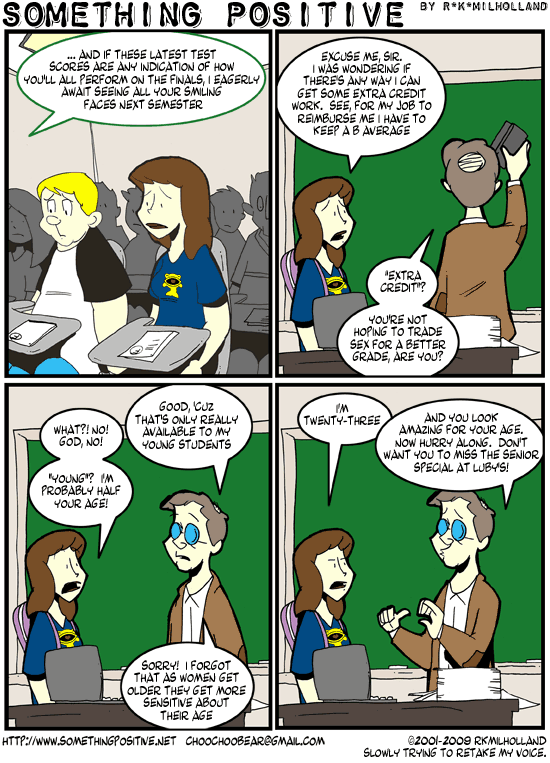 SOMETHING POSITIVE BY R*K*MILHOLLAND
... AND IF THESE LATEST TEST
SCORES ARE ANY INDICATION OF HOW
YOU'LL ALL PERFORM ON THE FINALS, I EAGERLY
AWAIT SEEING ALL YOUR SMILING
FACES NEXT SEMESTER
EXCUSE ME, SIR.
I WAS WONDERING IF
THERE'S ANY WAY I CAN
GET SOME EXTRA CREDIT
WORK. SEE, FOR MY JOB TO
REIMBURSE ME I HAVE TO
KEEP A B AVERAGE
"EXTRA
CREDIT"?
YOU'RE NOT
HOPING TO TRADE
SEX FOR A BETTER
GRADE, ARE YOU?
WHAT?! NO!
GOD, NO!
GOOD, 'CUZ
THAT'S ONLY REALLY
AVAILABLE TO MY
YOUNG STUDENTS
"YOUNG"? I'M
PROBABLY HALF
YOUR AGE!
SORRY! I FORGOT
THAT AS WOMEN GET
OLDER THEY GET MORE
SENSITIVE ABOUT
THEIR AGE
I'M
TWENTY-THREE
AND YOU LOOK
AMAZING FOR YOUR AGE.
NOW HURRY ALONG. DON'T
WANT YOU TO MISS THE SENIOR
SPECIAL AT LUBYS!
HTTP://WWW.SOMETHINGPOSITIVE.NET CHOOCHOOBEAR@GMAIL.COM
©2001-2009 RKMILHOLLAND
SLOWLY TRYING TO RETAKE MY VOICE.